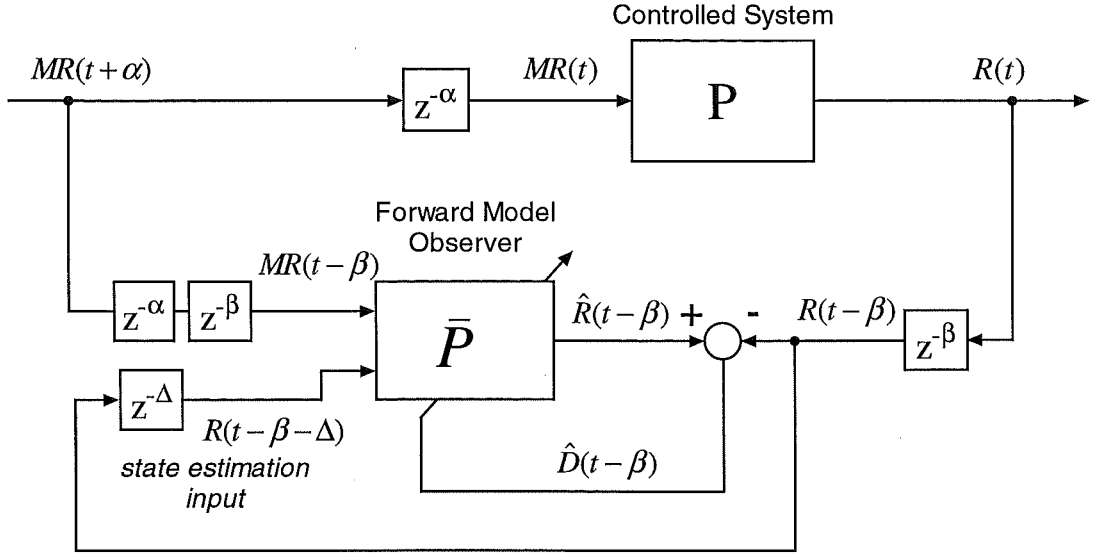 Controlled System
MR(t+α)
z^-α
MR(t)
P
R(t)
Forward Model
Observer
MR(t − β)
z^-α
z^-β
P̄
R̂(t − β)
+
-
R(t − β)
z^-β
z^-Δ
R(t − β − Δ)
state estimation
input
D̂(t − β)